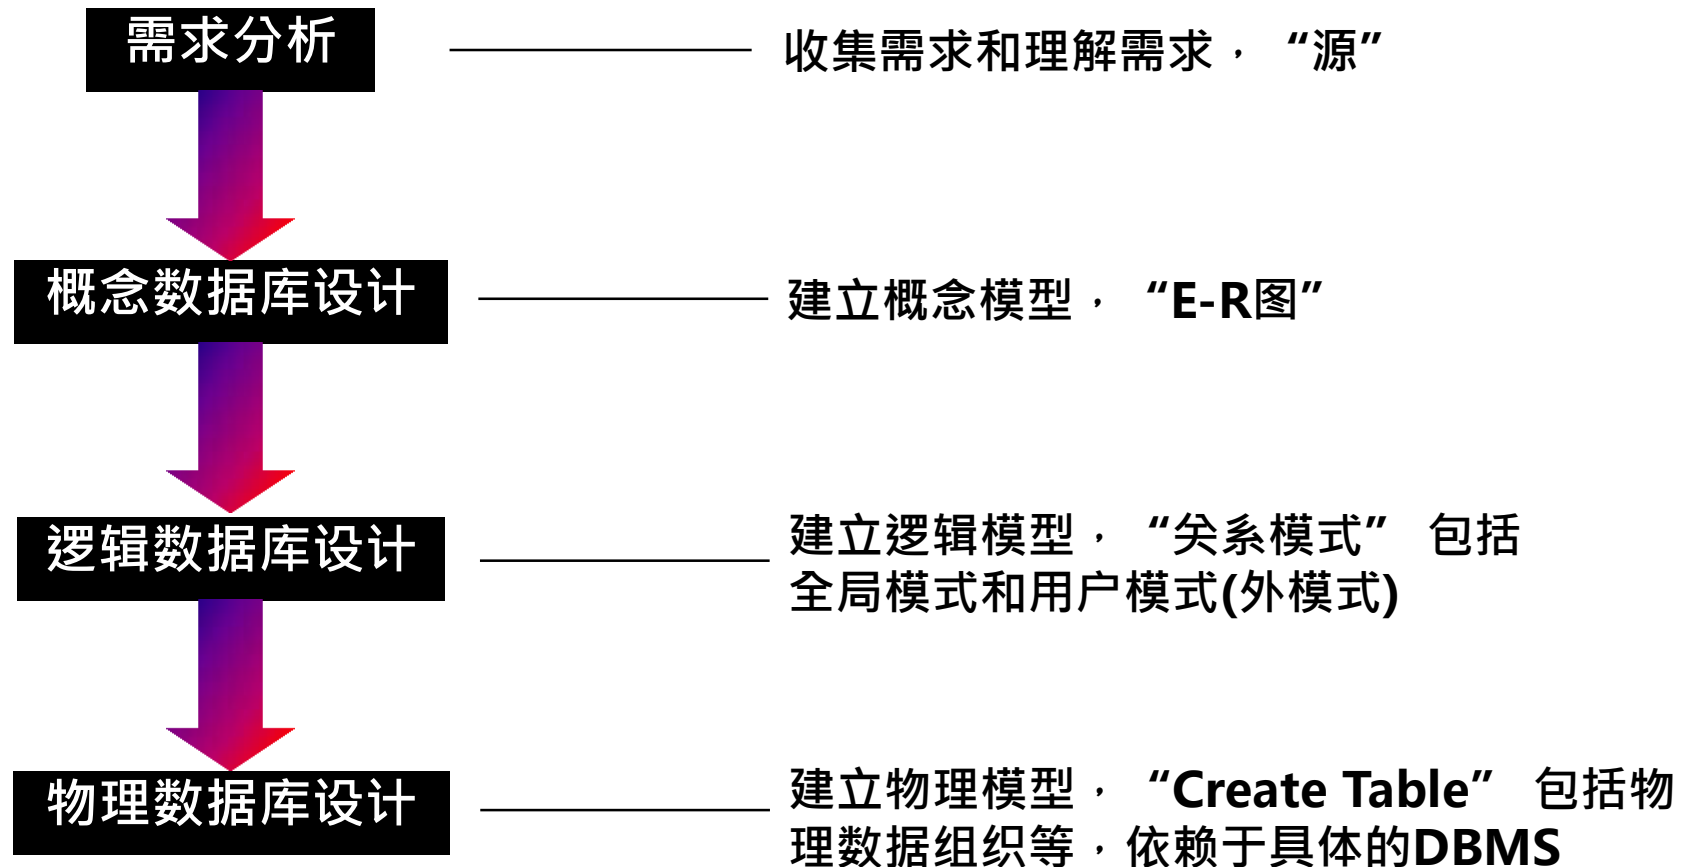 需求分析
收集需求和理解需求，“源”
概念数据库设计
建立概念模型，“E-R图”
逻辑数据库设计
建立逻辑模型，“关系模式” 包括
全局模式和用户模式(外模式)
物理数据库设计
建立物理模型，“Create Table” 包括物
理数据组织等，依赖于具体的DBMS